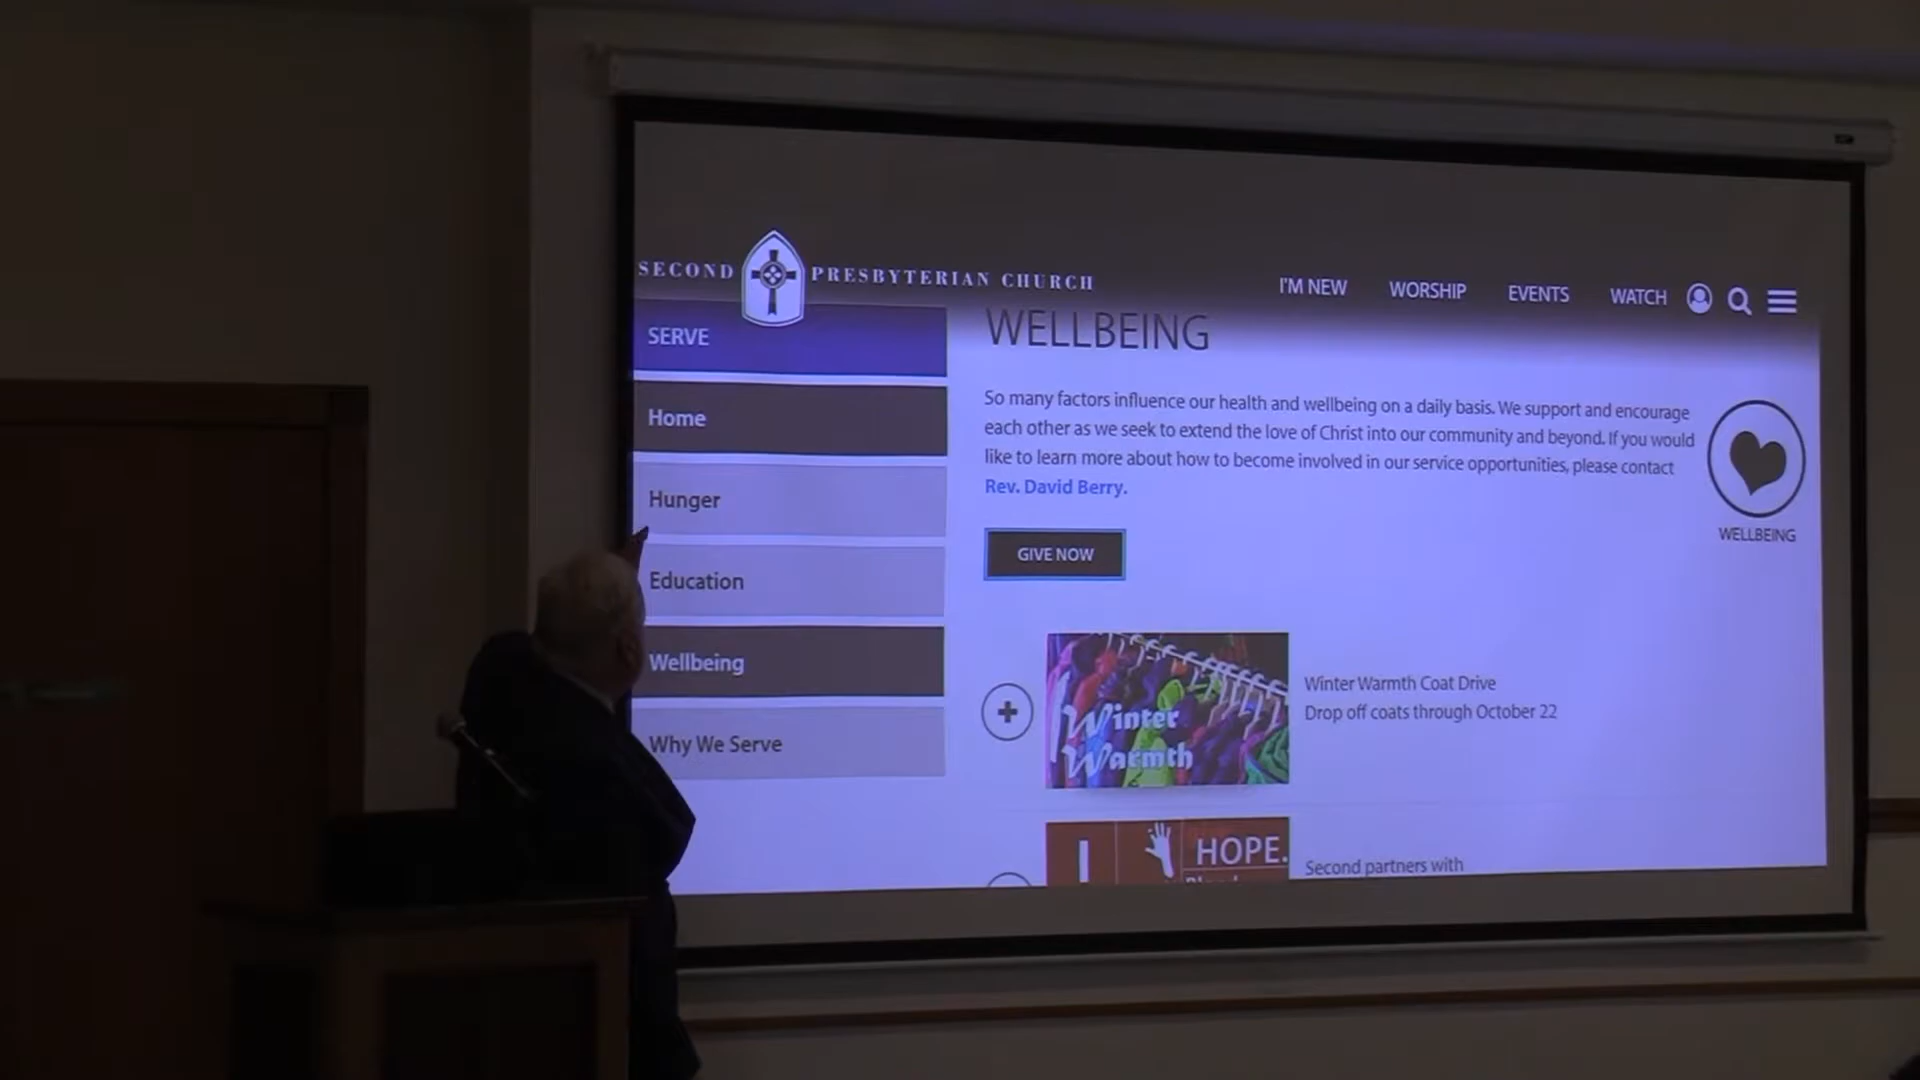 SECOND PRESBYTERIAN CHURCH
I'M NEW WORSHIP EVENTS WATCH
SERVE
Home
Hunger
Education
Wellbeing
Why We Serve
WELLBEING
So many factors influence our health and wellbeing on a daily basis. We support and encourage
each other as we seek to extend the love of Christ into our community and beyond. If you would
like to learn more about how to become involved in our service opportunities, please contact
Rev. David Berry.
WELLBEING
GIVE NOW
Winter
Warmth
Winter Warmth Coat Drive
Drop off coats through October 22
I HOPE.
Second partners with